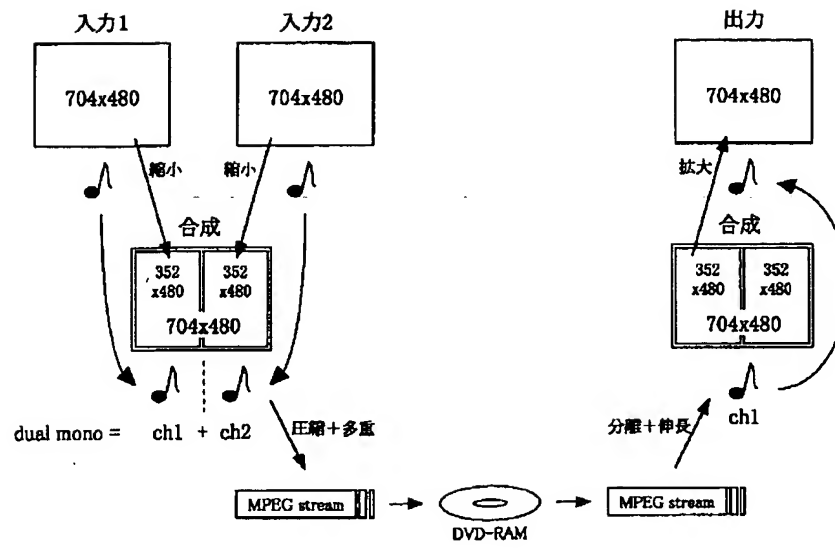 入力1
入力2
出力
704x480
704x480
704x480
縮小
縮小
拡大
合成
合成
352
x480
352
x480
704x480
352
x480
352
x480
704x480
dual mono = ch1 + ch2
圧縮+多重
分離+伸長
ch1
MPEG stream
DVD-RAM
MPEG stream